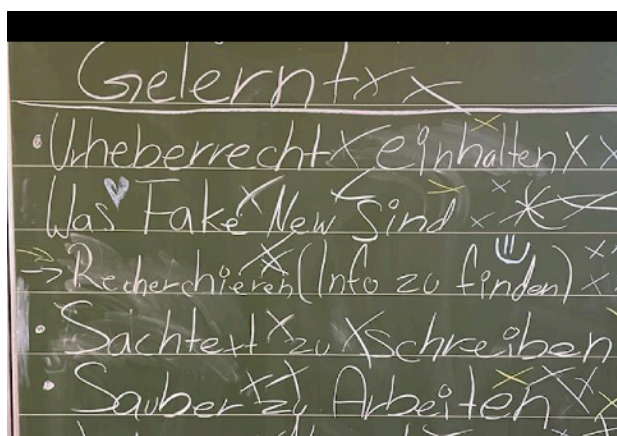 Gelernt
• Urheberrecht einhalten
Was Fake New sind
→ Recherchieren (Info zu finden)
• Sachtext zu schreiben
• Sauber zu Arbeiten